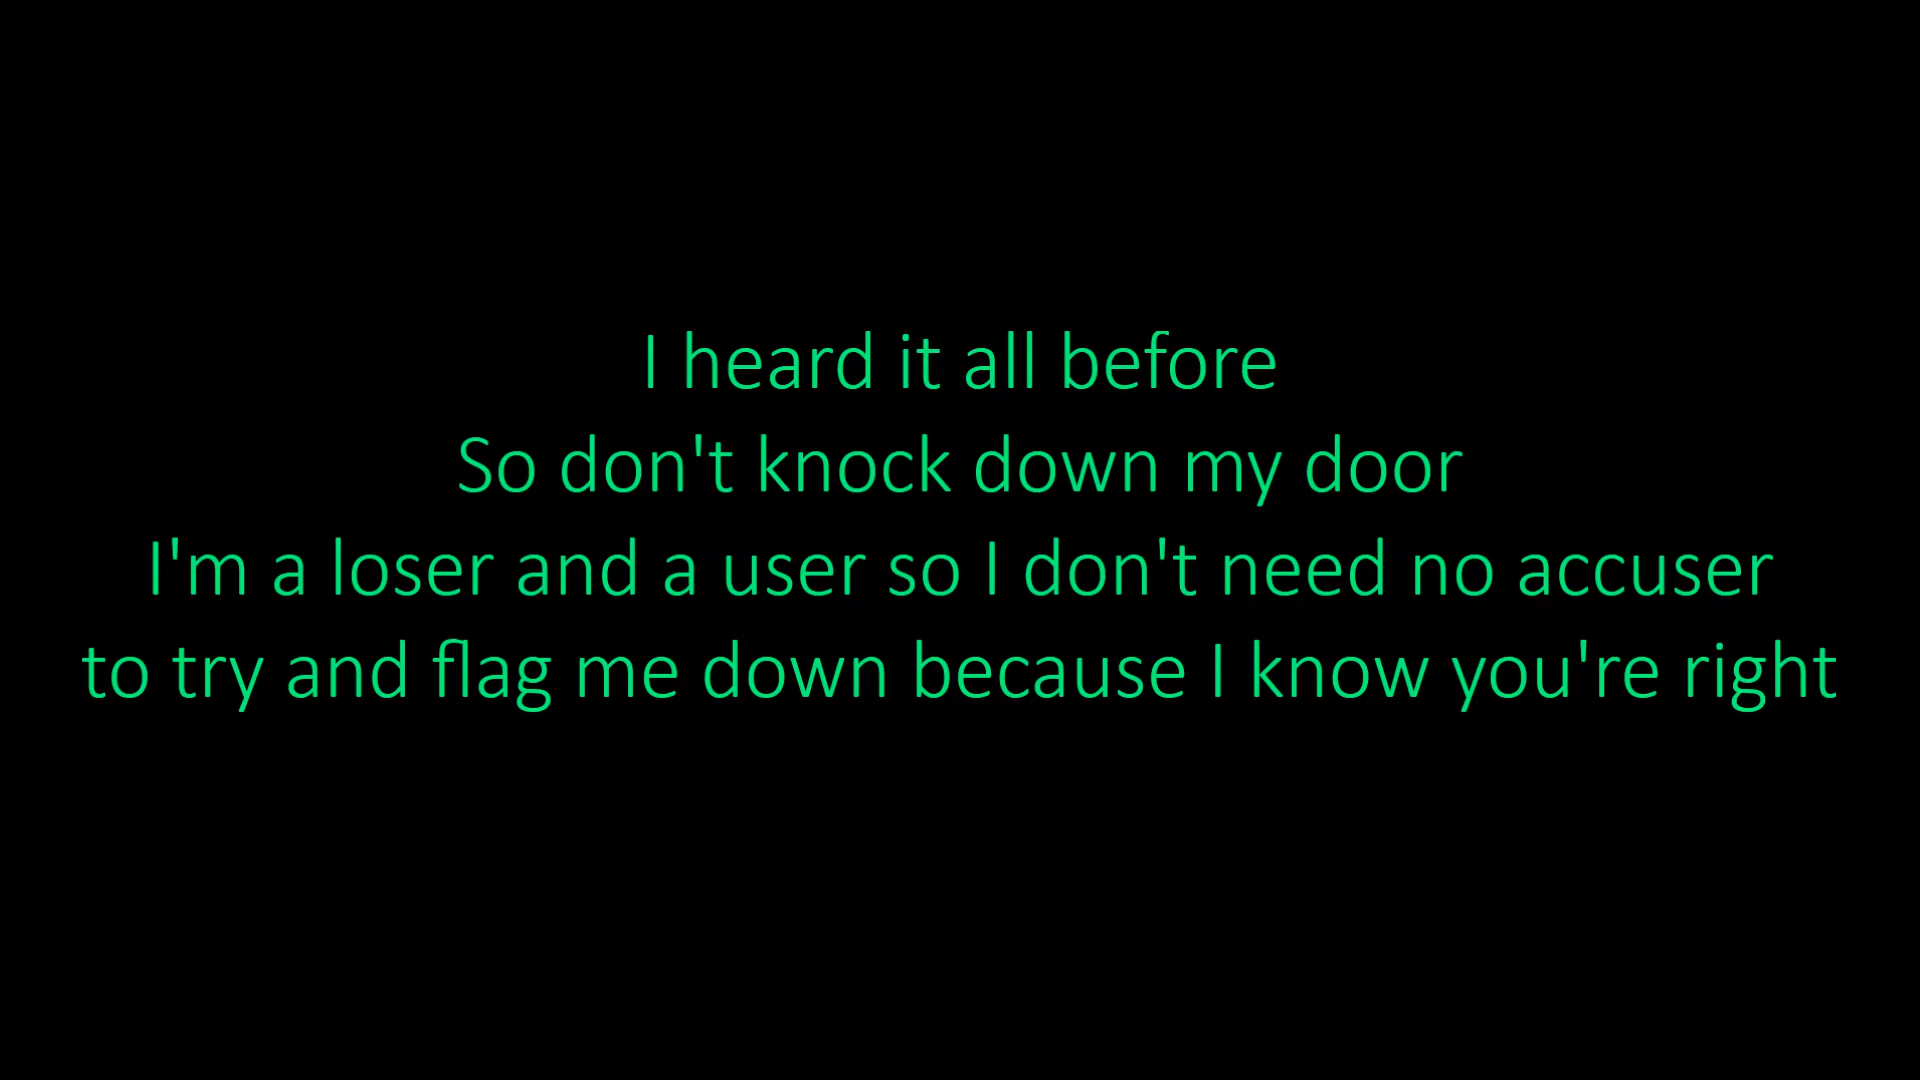 I heard it all before
So don't knock down my door
I'm a loser and a user so I don't need no accuser
to try and flag me down because I know you're right